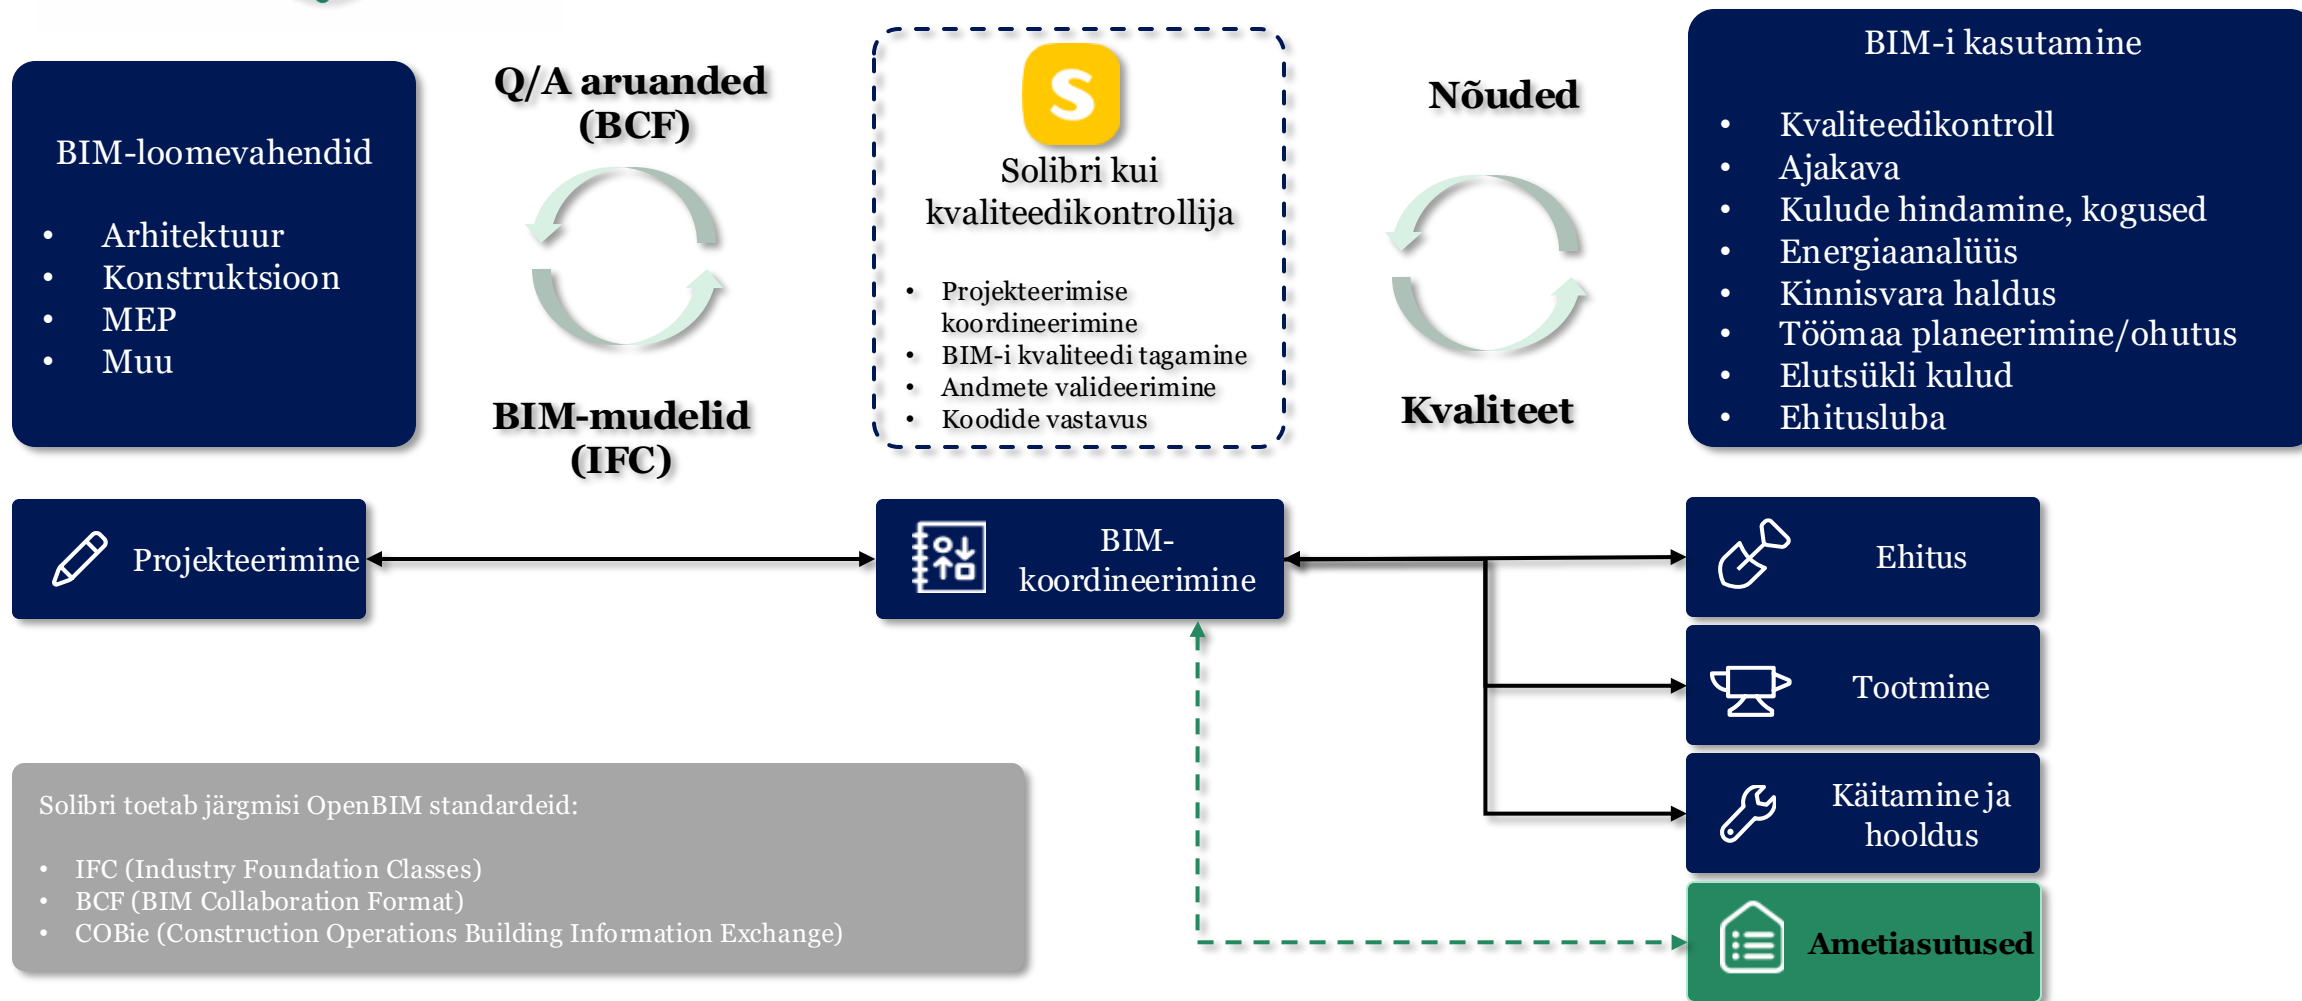 BIM-loomevahendid
• Arhitektuur
• Konstruktsioon
• MEP
• Muu
Q/A aruanded
(BCF)
BIM-mudelid
(IFC)
S
Solibri kui
kvaliteedikontrollija
• Projekteerimise
koordineerimine
• BIM-i kvaliteedi tagamine
• Andmete valideerimine
• Koodide vastavus
Nõuded
Kvaliteet
BIM-i kasutamine
• Kvaliteedikontroll
• Ajakava
• Kulude hindamine, kogused
• Energiaanalüüs
• Kinnisvara haldus
• Töömaa planeerimine/ohutus
• Elutsükli kulud
• Ehitusluba
Projekteerimine
BIM-
koordineerimine
Ehitus
Tootmine
Käitamine ja
hooldus
Ametiasutused
Solibri toetab järgmisi OpenBIM standardeid:
• IFC (Industry Foundation Classes)
• BCF (BIM Collaboration Format)
• COBie (Construction Operations Building Information Exchange)